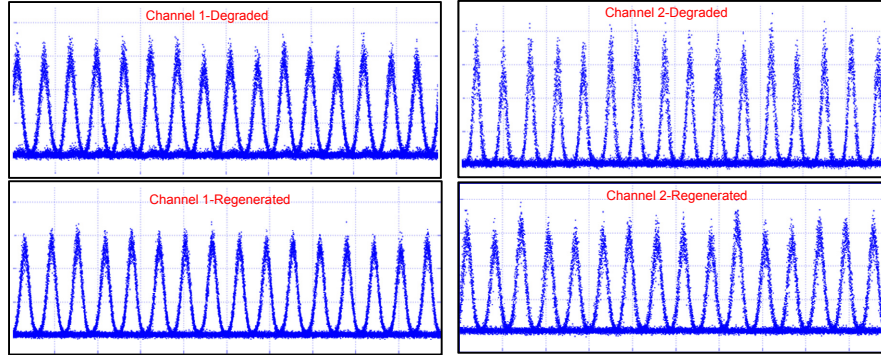 Channel 1-Degraded
Channel 2-Degraded
Channel 1-Regenerated
Channel 2-Regenerated